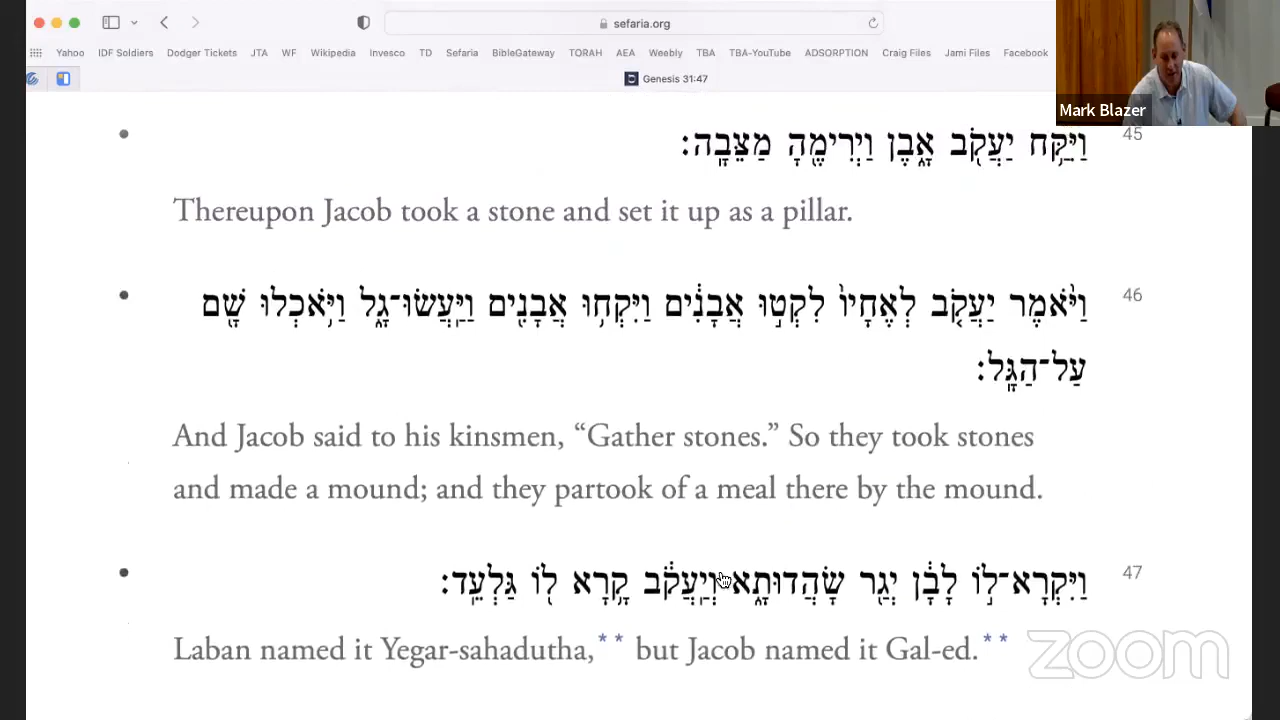 sefaria.org
Yahoo IDF Soldiers Dodger Tickets JTA WF Wikipedia Invesco TD Sefaria BibleGateway TORAH AEA Weebly TBA TBA-YouTube ADSORPTION Craig Files Jami Files Facebook
Genesis 31:47
Mark Blazer
45
וַיִּקַּ֥ח יַעֲקֹ֖ב אָ֑בֶן וַיְרִימֶ֖הָ מַצֵּבָֽה׃
Thereupon Jacob took a stone and set it up as a pillar.
46
וַיֹּ֨אמֶר יַעֲקֹ֤ב לְאֶחָיו֙ לִקְט֣וּ אֲבָנִ֔ים וַיִּקְח֥וּ אֲבָנִ֖ים וַיַּֽעֲשׂוּ־גָ֑ל וַיֹּ֥אכְלוּ שָׁ֖ם
עַל־הַגָּֽל׃
And Jacob said to his kinsmen, “Gather stones.” So they took stones
and made a mound; and they partook of a meal there by the mound.
47
וַיִּקְרָא־ל֣וֹ לָבָ֔ן יְגַ֖ר שָׂהֲדוּתָ֑א וְיַֽעֲקֹ֔ב קָ֥רָא ל֖וֹ גַּלְעֵֽד׃
Laban named it Yegar-sahadutha,** but Jacob named it Gal-ed.**
zoom